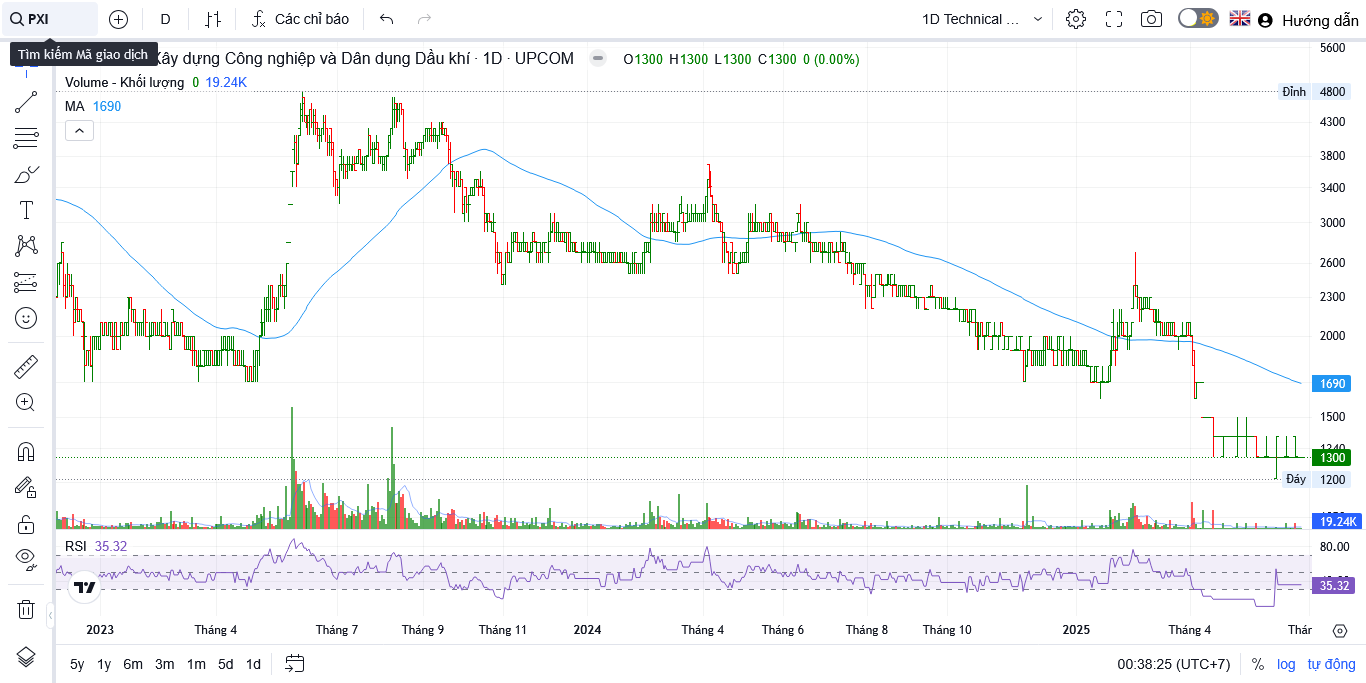 PXI
D
Các chỉ báo
1D Technical ...
Hướng dẫn
Tìm kiếm Mã giao dịch
Xây dựng Công nghiệp và Dân dụng Dầu khí · 1D · UPCOM
O1300 H1300 L1300 C1300 0 (0.00%)
Volume - Khối lượng 0 19.24K
MA 1690
5600
Đỉnh 4800
4300
3800
3400
3000
2600
2300
2000
1690
1500
1340
1300
Đáy 1200
19.24K
RSI 35.32
80.00
35.32
2023 Tháng 4 Tháng 7 Tháng 9 Tháng 11 2024 Tháng 4 Tháng 6 Tháng 8 Tháng 10 2025 Tháng 4 Thár
5y 1y 6m 3m 1m 5d 1d
00:38:25 (UTC+7) % log tự động